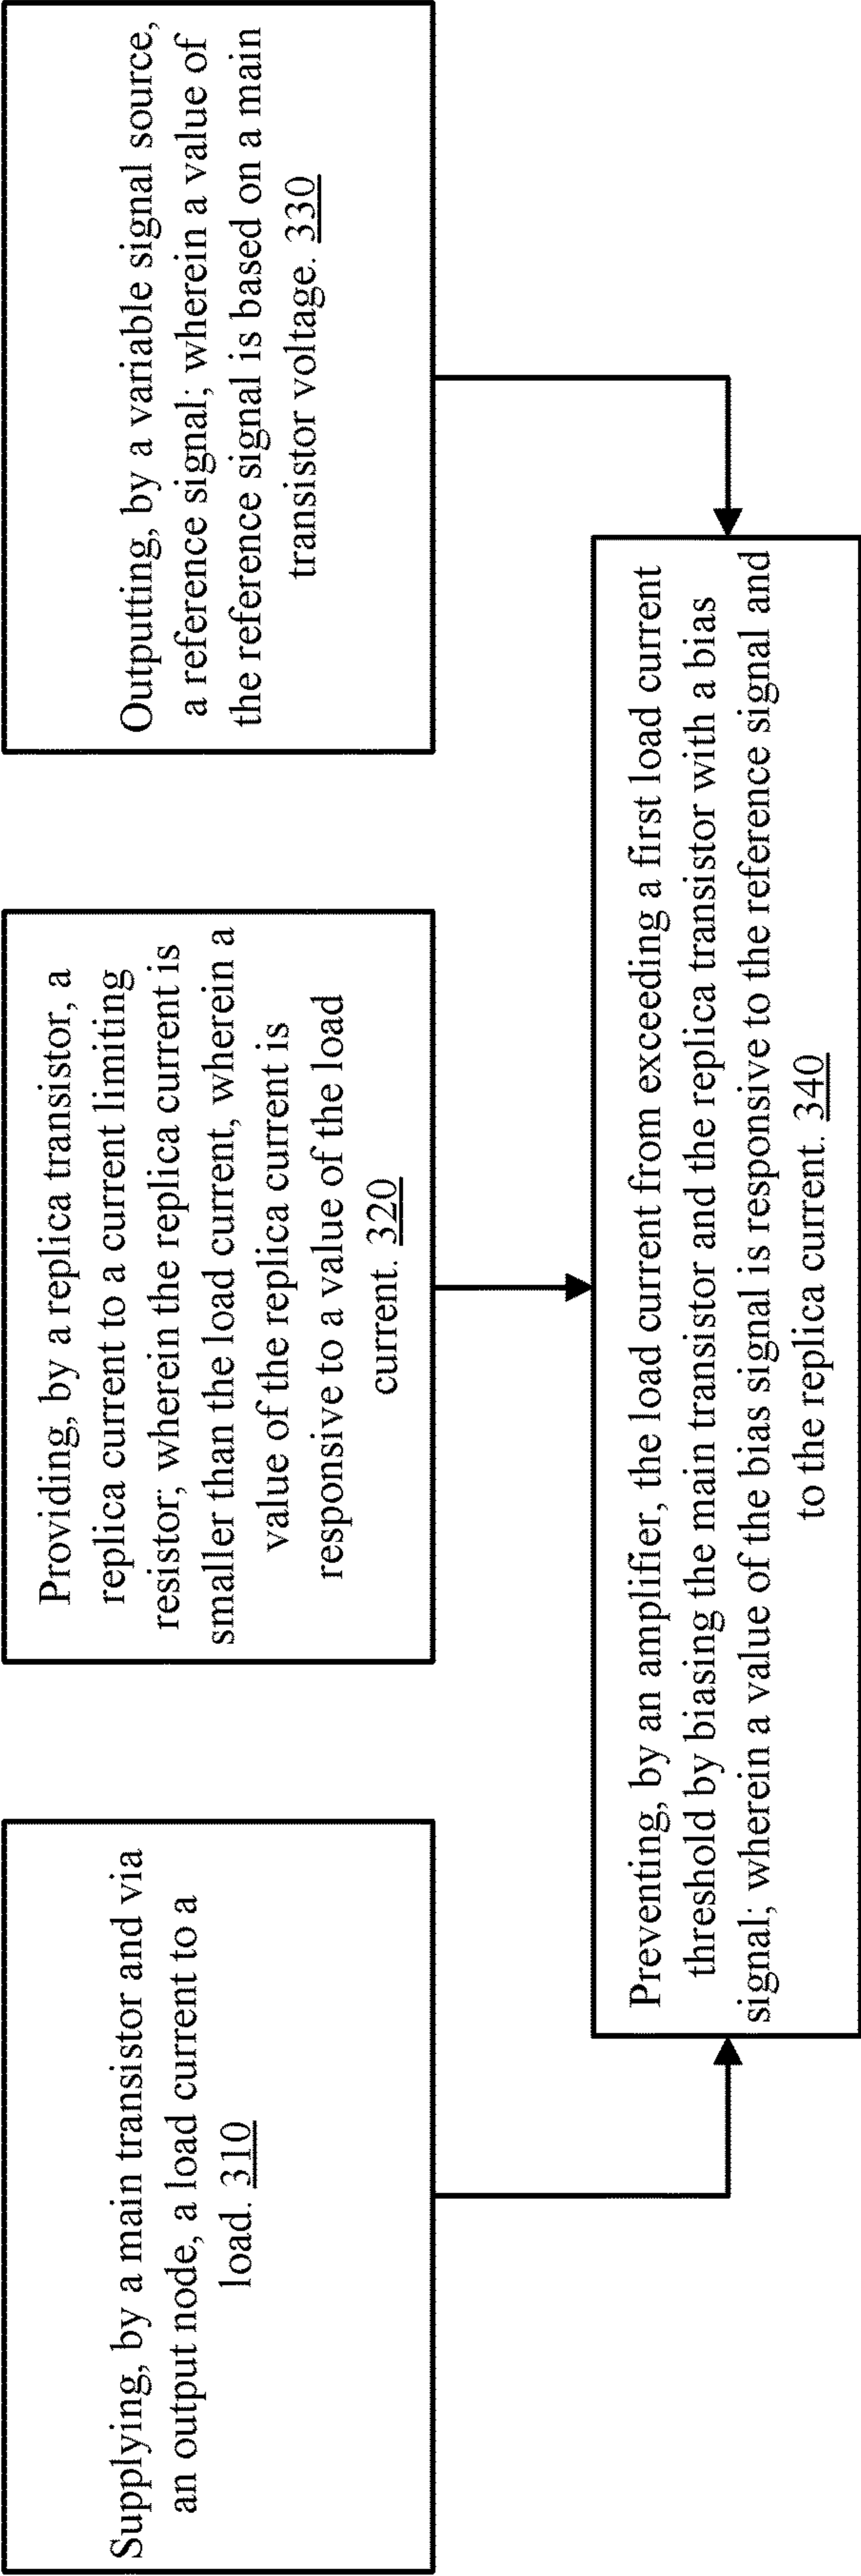 Supplying, by a main transistor and via
an output node, a load current to a
load. 310
Providing, by a replica transistor, a
replica current to a current limiting
resistor; wherein the replica current is
smaller than the load current, wherein a
value of the replica current is
responsive to a value of the load
current. 320
Outputting, by a variable signal source,
a reference signal; wherein a value of
the reference signal is based on a main
transistor voltage. 330
Preventing, by an amplifier, the load current from exceeding a first load current
threshold by biasing the main transistor and the replica transistor with a bias
signal; wherein a value of the bias signal is responsive to the reference signal and
to the replica current. 340